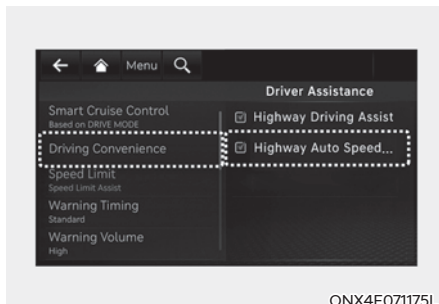 Menu
Driver Assistance
Smart Cruise Control
Based on DRIVE MODE
Driving Convenience
Speed Limit
Speed Limit Assist
Warning Timing
Standard
Warning Volume
High
Highway Driving Assist
Highway Auto Speed...
ONX4E071175L